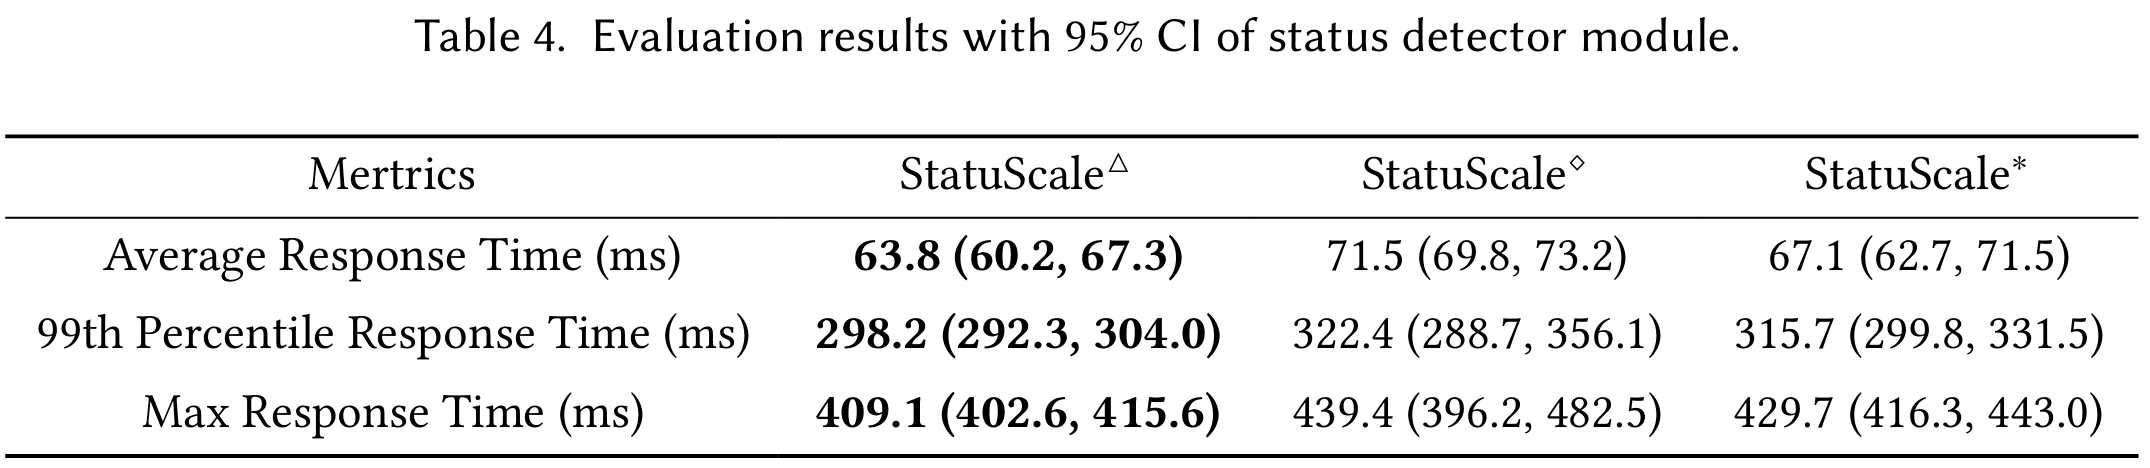 Table 4. Evaluation results with 95% CI of status detector module.
Mertrics StatuScale△ StatuScale⋄ StatuScale*
Average Response Time (ms) 63.8 (60.2, 67.3) 71.5 (69.8, 73.2) 67.1 (62.7, 71.5)
99th Percentile Response Time (ms) 298.2 (292.3, 304.0) 322.4 (288.7, 356.1) 315.7 (299.8, 331.5)
Max Response Time (ms) 409.1 (402.6, 415.6) 439.4 (396.2, 482.5) 429.7 (416.3, 443.0)